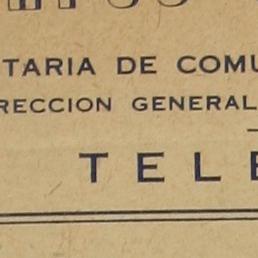 TARIA DE COMU
RECCION GENERAL
TELE